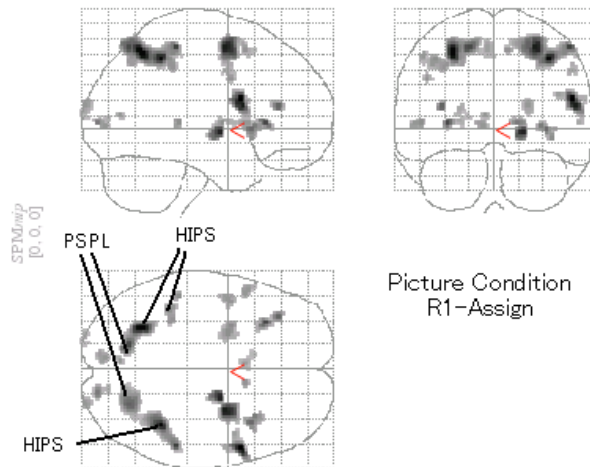 SPMmip
[0, 0, 0]
PSPL
HIPS
HIPS
Picture Condition
R1-Assign